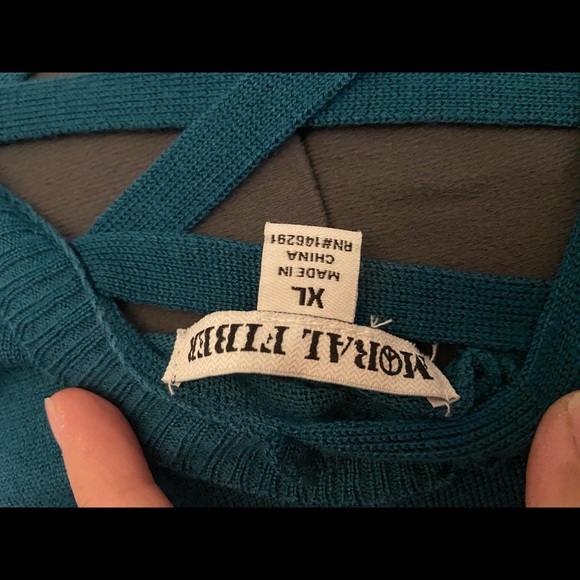 MORAL FIBER
XL
MADE IN
CHINA
RN#146291